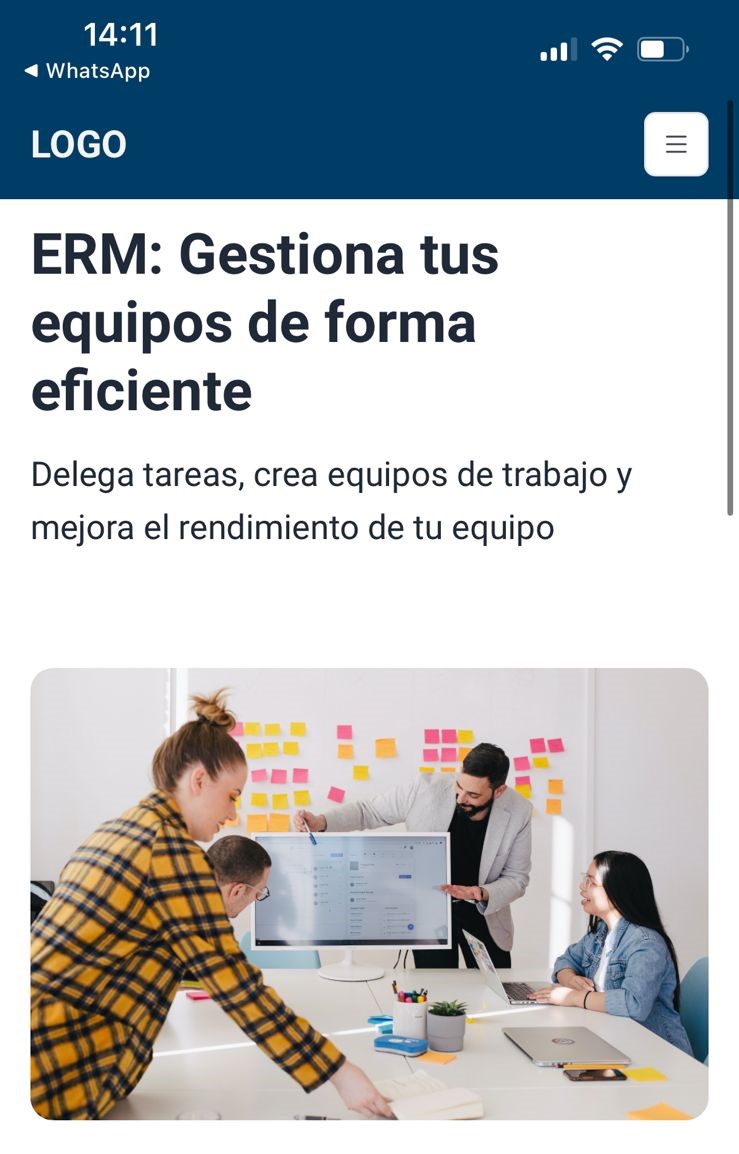 14:11
◀ WhatsApp
LOGO
ERM: Gestiona tus
equipos de forma
eficiente
Delega tareas, crea equipos de trabajo y
mejora el rendimiento de tu equipo